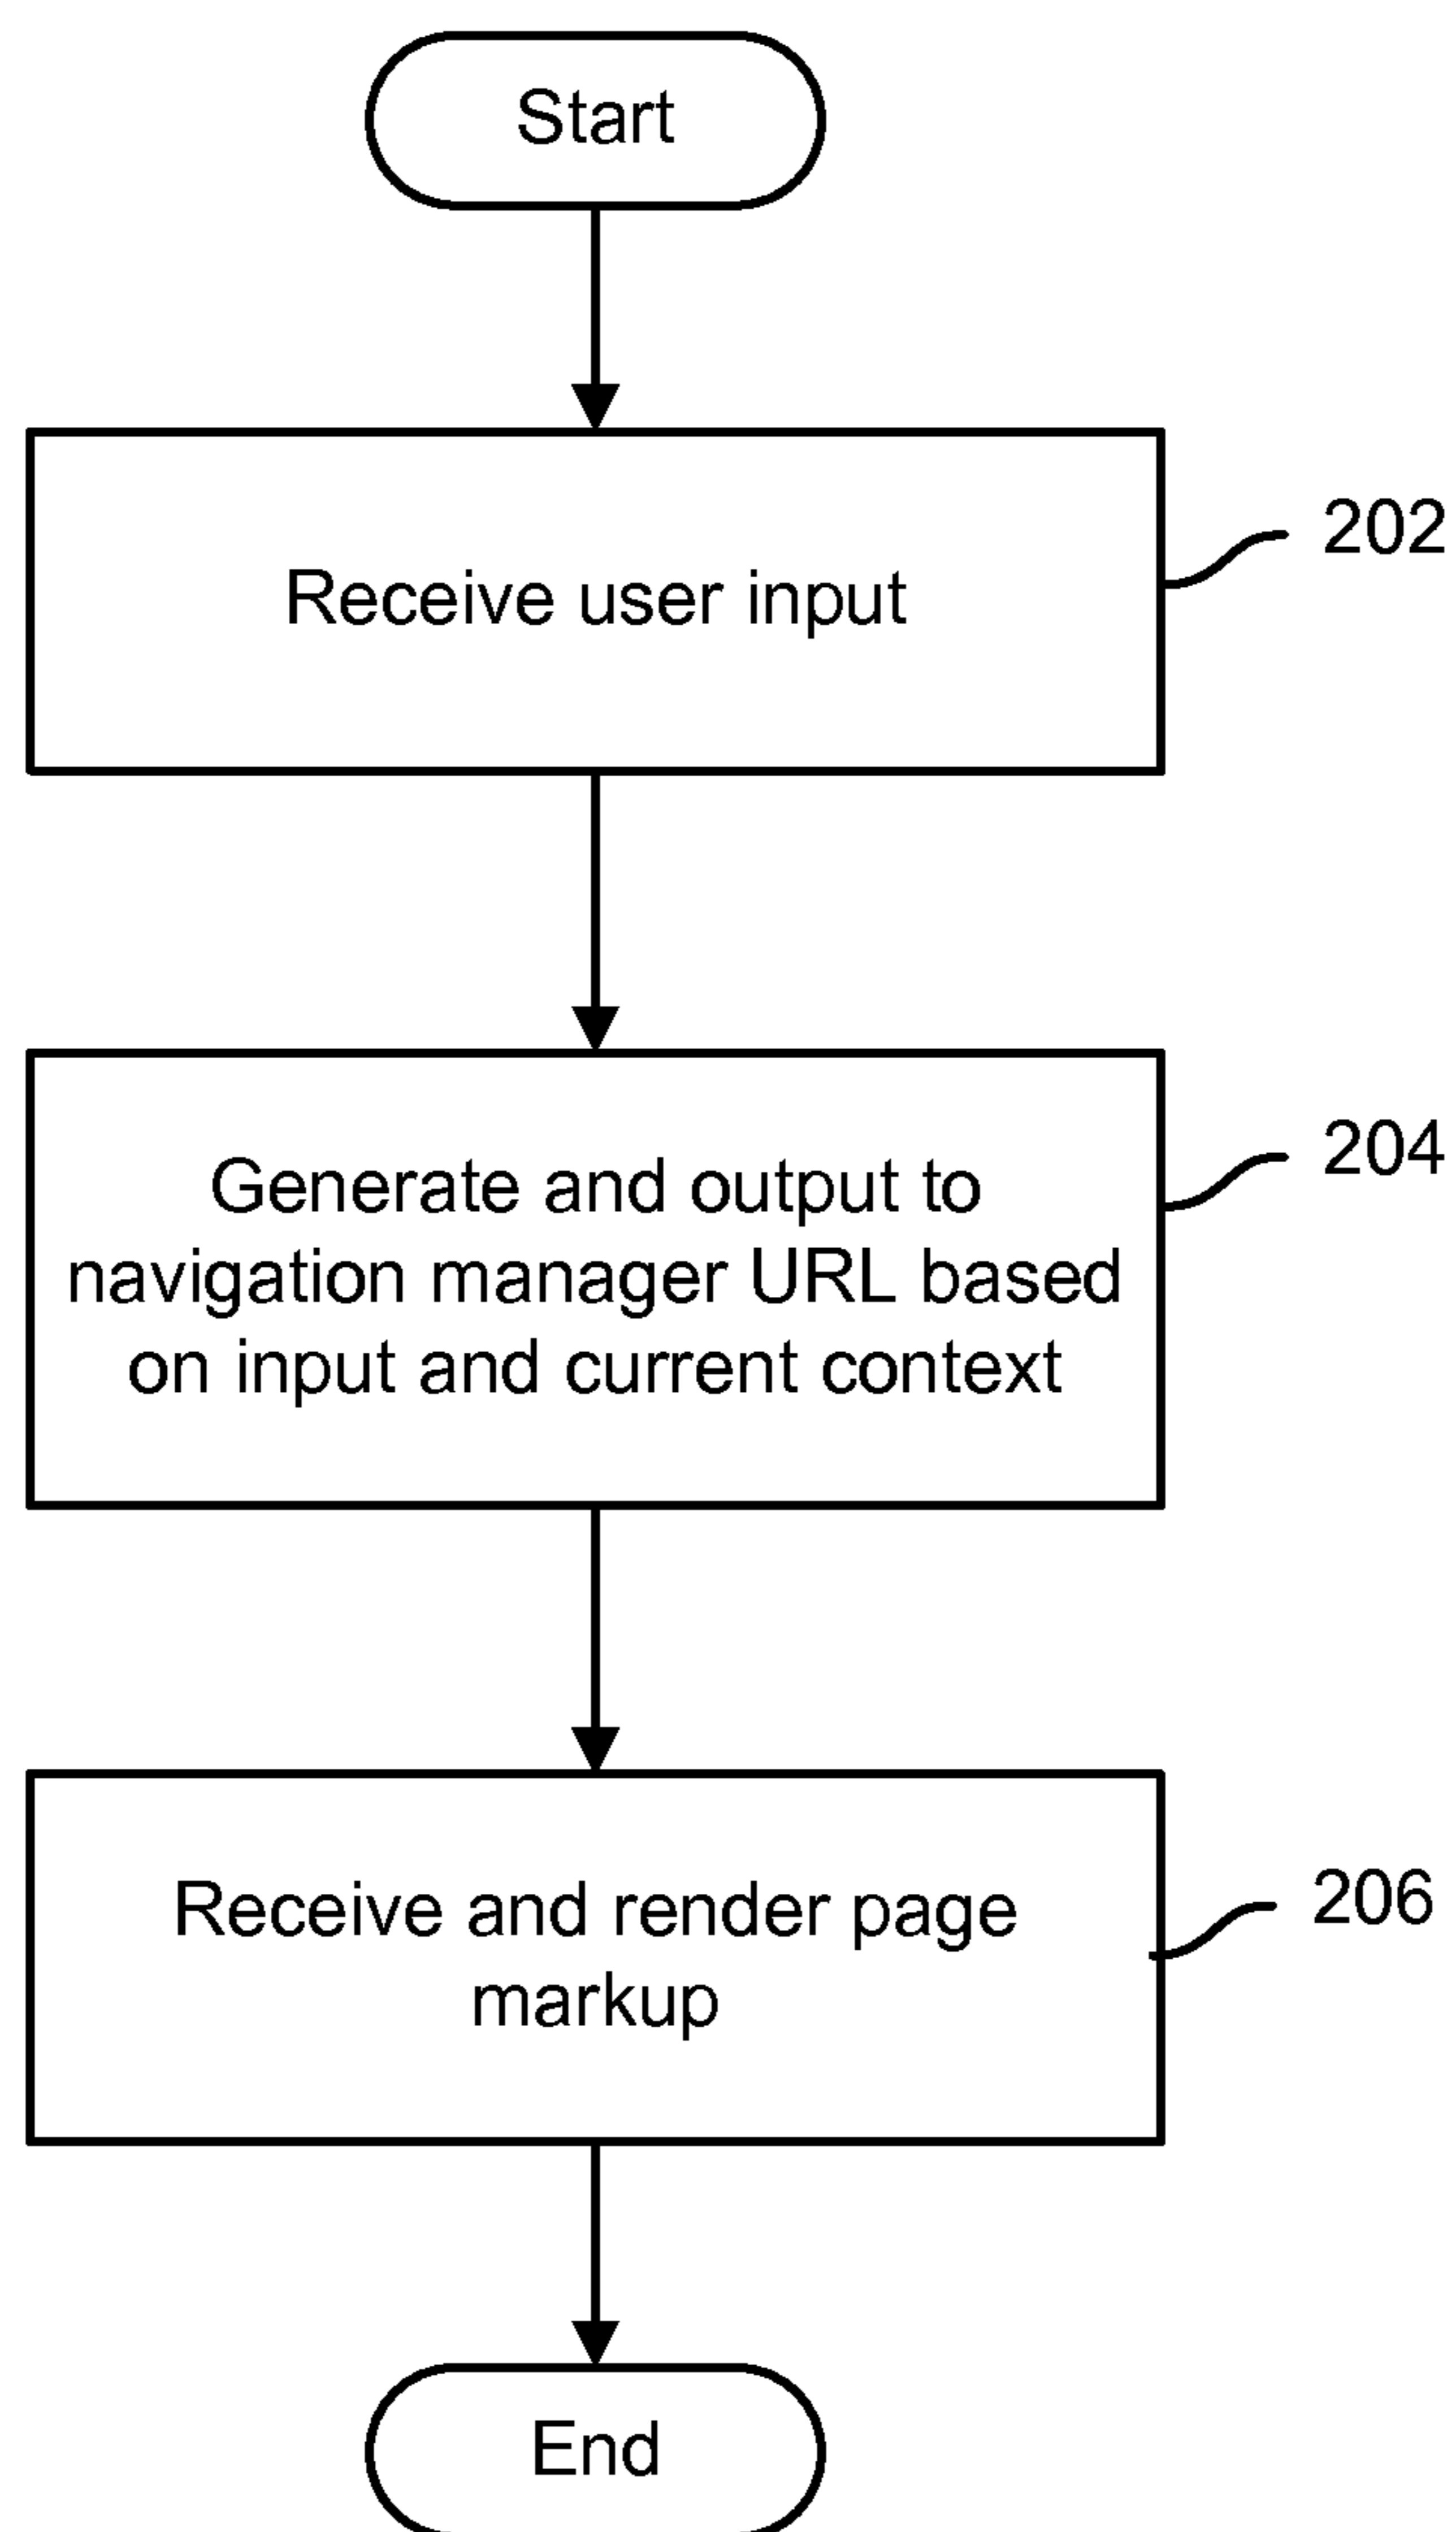 Start
Receive user input
202
Generate and output to
navigation manager URL based
on input and current context
204
Receive and render page
markup
206
End